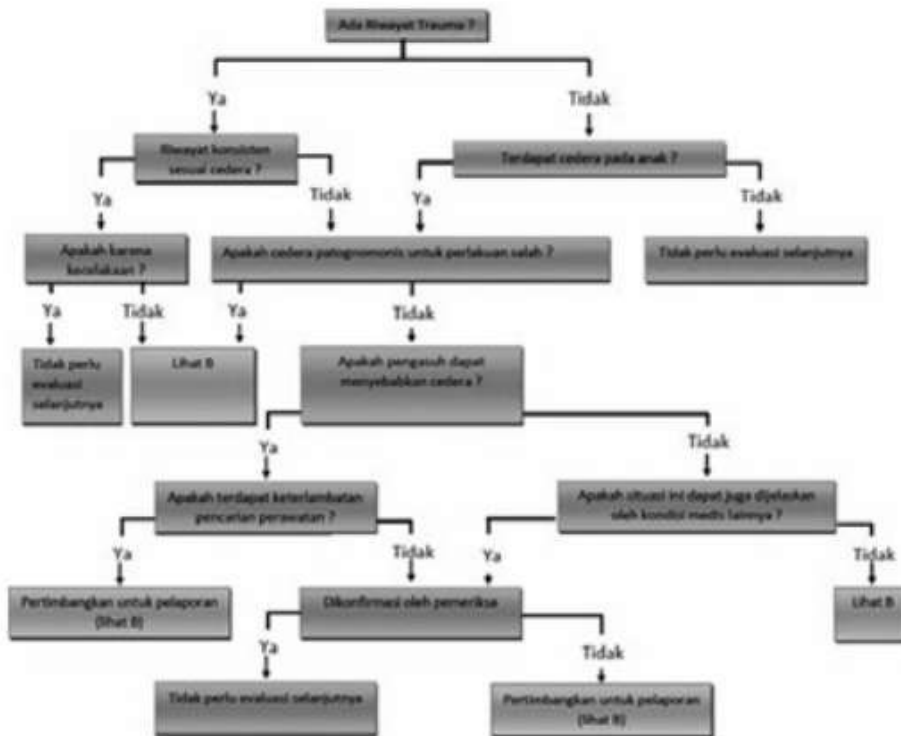 Ada Riwayat Trauma ?
Ya
Tidak
Riwayat konsisten
sesuai cedera ?
Terdapat cedera pada anak ?
Ya
Tidak
Ya
Tidak
Apakah karena
kecelakaan ?
Apakah cedera patognomonis untuk perlakuan salah ?
Tidak perlu evaluasi selanjutnya
Ya
Tidak
Ya
Tidak
Tidak perlu
evaluasi
selanjutnya
Lihat B
Apakah pengasuh dapat
menyebabkan cedera ?
Ya
Tidak
Apakah terdapat keterlambatan
pencarian perawatan ?
Apakah situasi ini dapat juga dijelaskan
oleh kondisi medis lainnya ?
Ya
Tidak
Ya
Tidak
Pertimbangkan untuk pelaporan
(lihat B)
Dikonfirmasi oleh pemeriksa
Lihat B
Ya
Tidak
Tidak perlu evaluasi selanjutnya
Pertimbangkan untuk pelaporan
(lihat B)